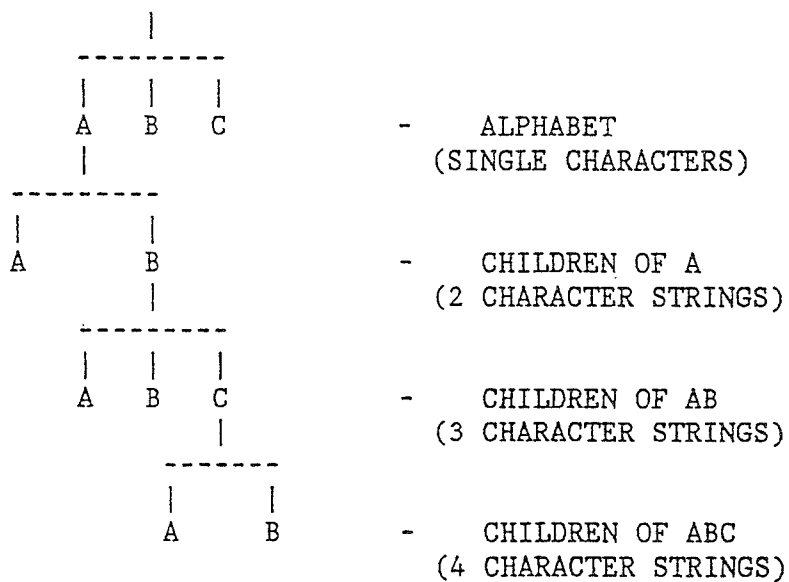 A B C - ALPHABET
(SINGLE CHARACTERS)
A B - CHILDREN OF A
(2 CHARACTER STRINGS)
A B C - CHILDREN OF AB
(3 CHARACTER STRINGS)
A B - CHILDREN OF ABC
(4 CHARACTER STRINGS)